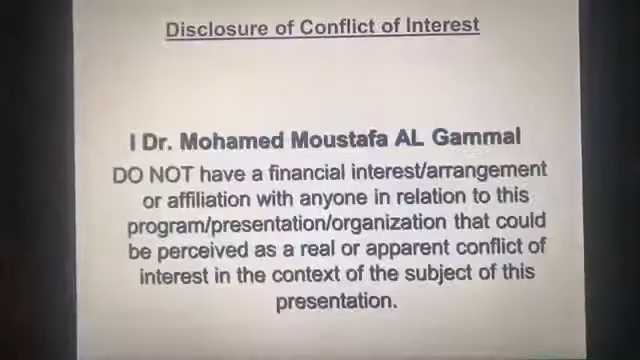 Disclosure of Conflict of Interest
I Dr. Mohamed Moustafa AL Gammal
DO NOT have a financial interest/arrangement
or affiliation with anyone in relation to this
program/presentation/organization that could
be perceived as a real or apparent conflict of
interest in the context of the subject of this
presentation.